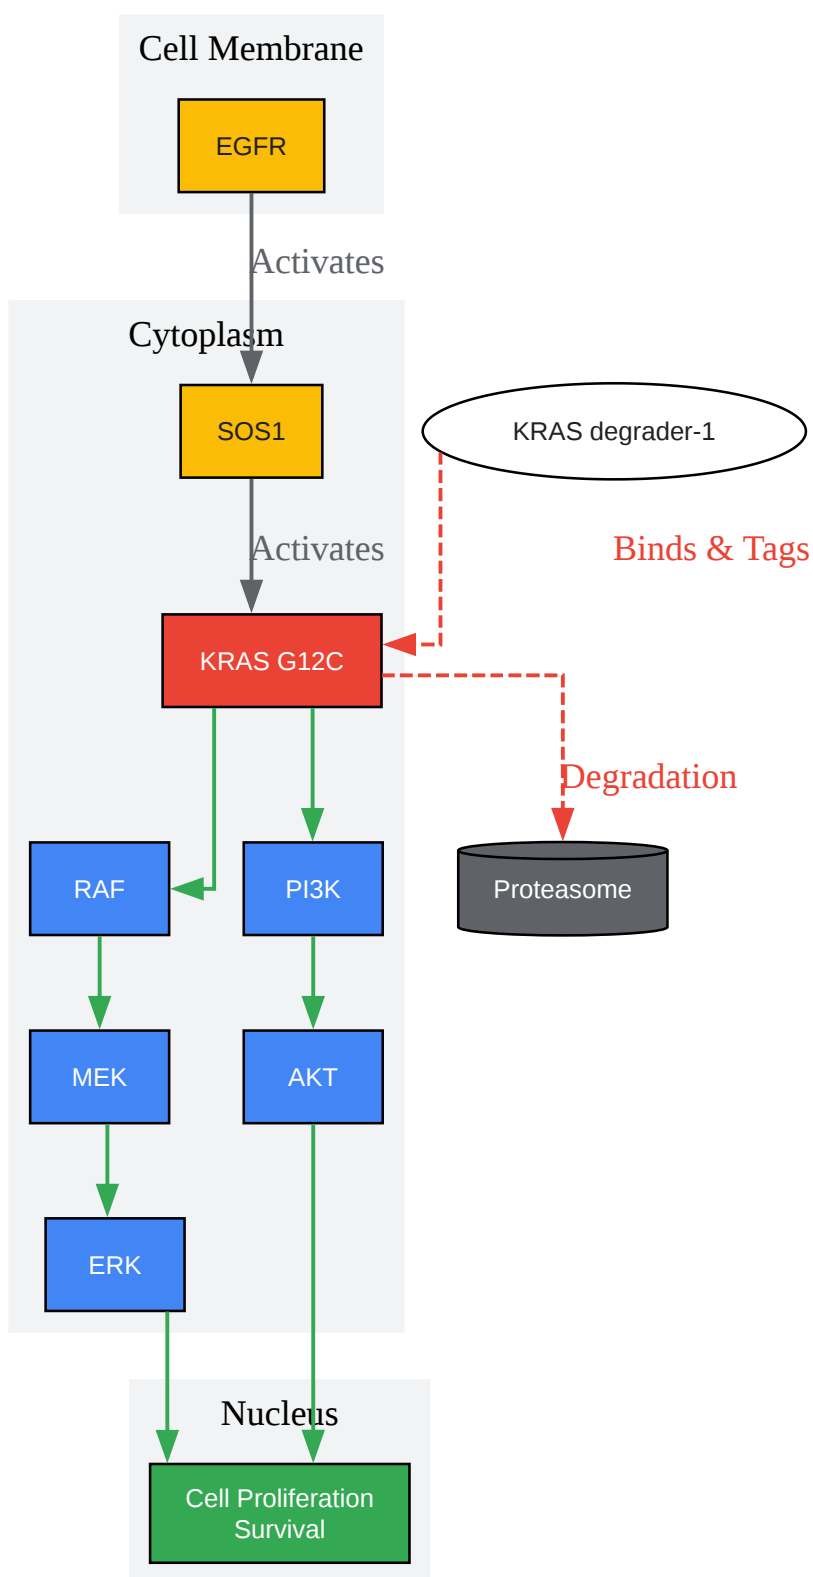 Cell Membrane
EGFR
Activates
Cytoplasm
SOS1
KRAS degrader-1
Activates
Binds & Tags
KRAS G12C
Degradation
RAF
PI3K
Proteasome
MEK
AKT
ERK
Nucleus
Cell Proliferation
Survival